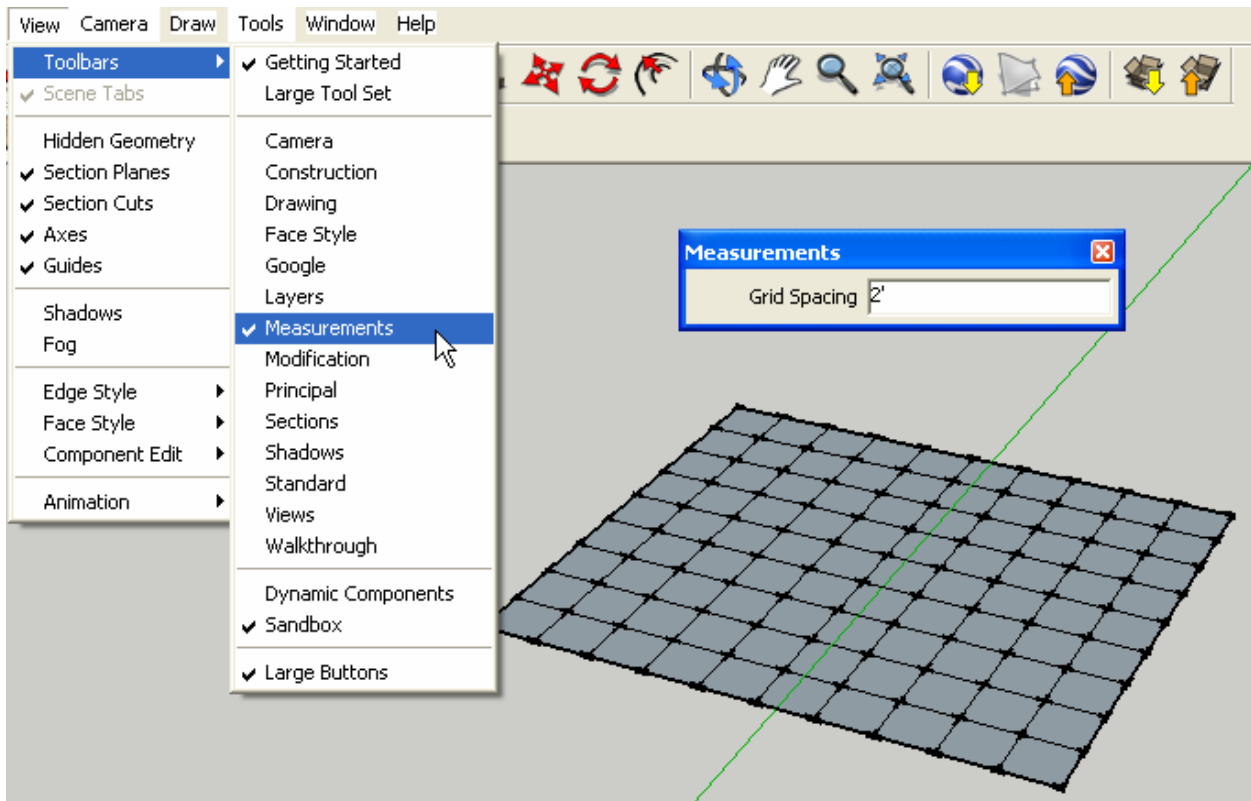 View Camera Draw Tools Window Help
Toolbars
Scene Tabs
Hidden Geometry
Section Planes
Section Cuts
Axes
Guides
Shadows
Fog
Edge Style
Face Style
Component Edit
Animation
Getting Started
Large Tool Set
Camera
Construction
Drawing
Face Style
Google
Layers
Measurements
Modification
Principal
Sections
Shadows
Standard
Views
Walkthrough
Dynamic Components
Sandbox
Large Buttons
Measurements
Grid Spacing 2'